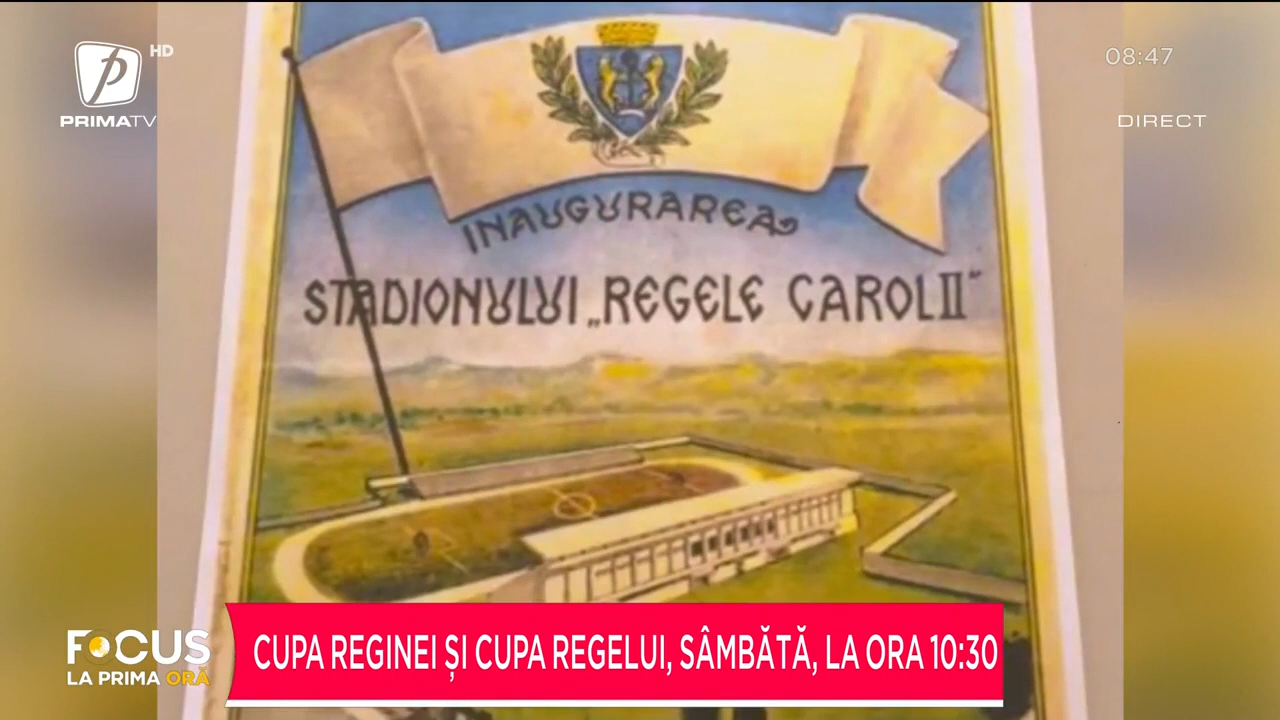 HD
PRIMATV
08:47
DIRECT
INAUGURAREA
STADIONULUI „REGELE CAROL II"
FOCUS
LA PRIMA ORĂ
CUPA REGINEI ȘI CUPA REGELUI, SÂMBĂTĂ, LA ORA 10:30